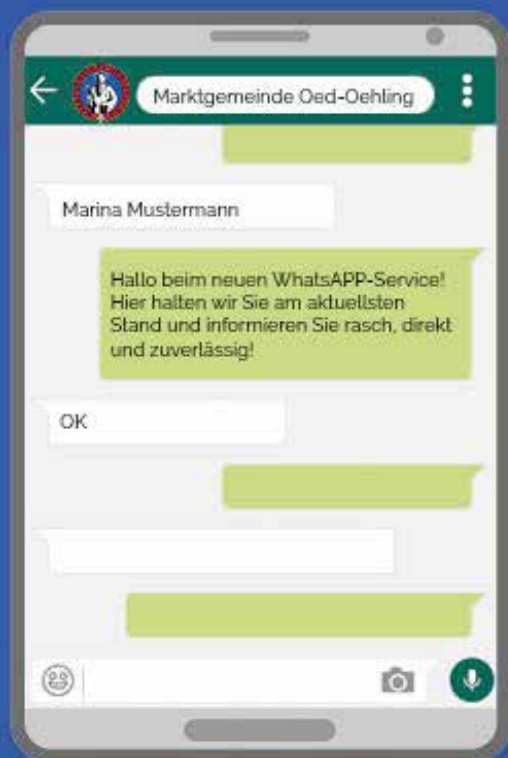 Marktgemeinde Oed-Oehling
Marina Mustermann
Hallo beim neuen WhatsAPP-Service!
Hier halten wir Sie am aktuellsten
Stand und informieren Sie rasch, direkt
und zuverlässig!
OK